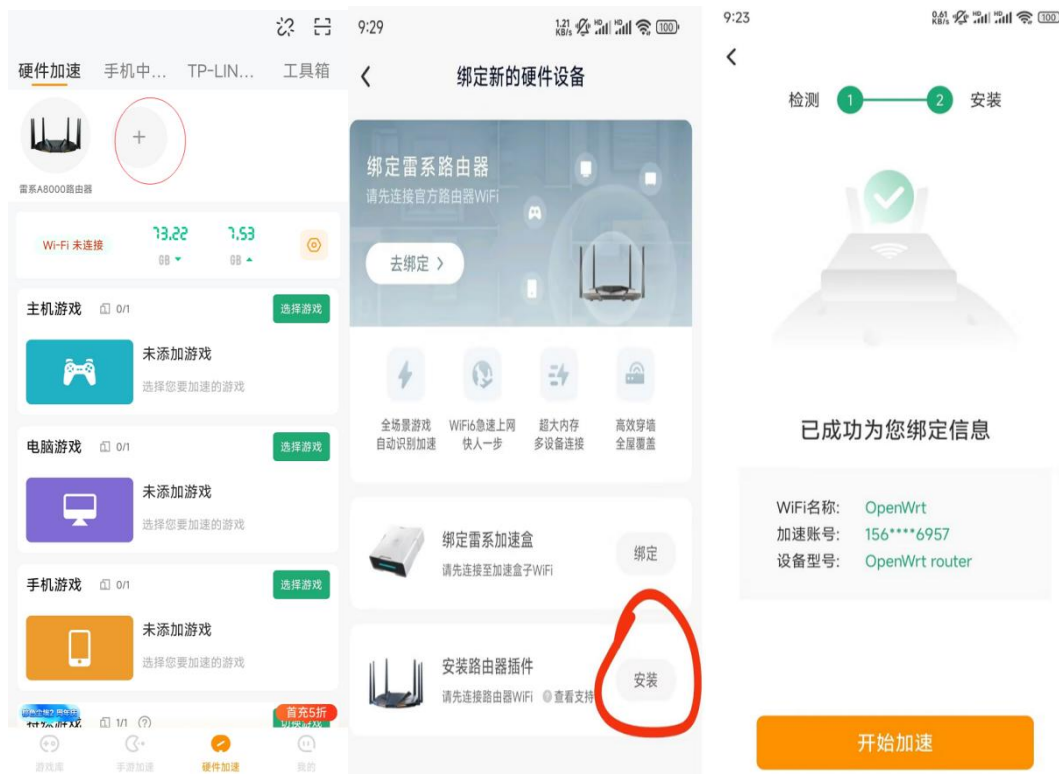 硬件加速 手机中... TP-LIN... 工具箱
雷系A8000路由器
Wi-Fi 未连接
73.22
GB
7.53
GB
主机游戏 0/1
选择游戏
未添加游戏
选择您要加速的游戏
电脑游戏 0/1
选择游戏
未添加游戏
选择您要加速的游戏
手机游戏 0/1
选择游戏
未添加游戏
选择您要加速的游戏
1/1
首充5折
游戏库 手游加速 硬件加速 我的
9:29
1.21 KB/s HD HD 100
绑定新的硬件设备
绑定雷系路由器
请先连接官方路由器WiFi
去绑定
全场景游戏
自动识别加速
WiFi6急速上网
快人一步
超大内存
多设备连接
高效穿墙
全屋覆盖
绑定雷系加速盒
请先连接至加速盒子WiFi
绑定
安装路由器插件
请先连接路由器WiFi 查看支持
安装
9:23
0.61 KB/s HD HD 100
检测 1 2 安装
已成功为您绑定信息
WiFi名称: OpenWrt
加速账号: 156****6957
设备型号: OpenWrt router
开始加速